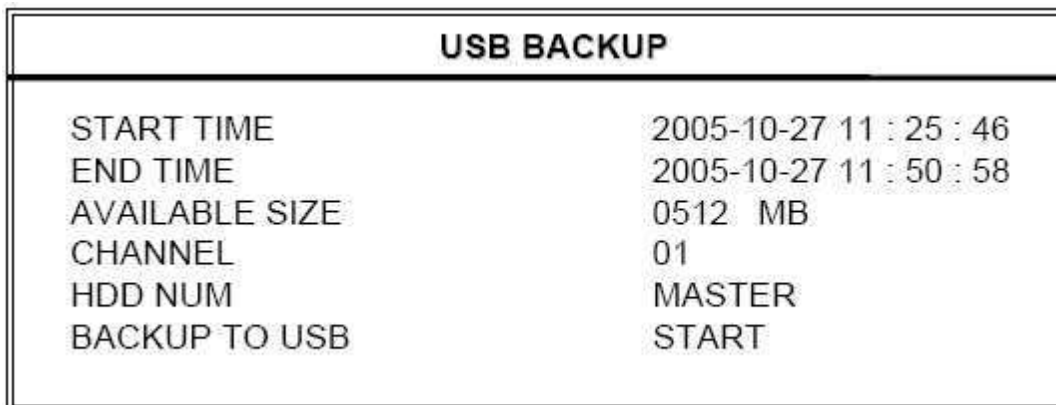 USB BACKUP
START TIME 2005-10-27 11 : 25 : 46
END TIME 2005-10-27 11 : 50 : 58
AVAILABLE SIZE 0512 MB
CHANNEL 01
HDD NUM MASTER
BACKUP TO USB START